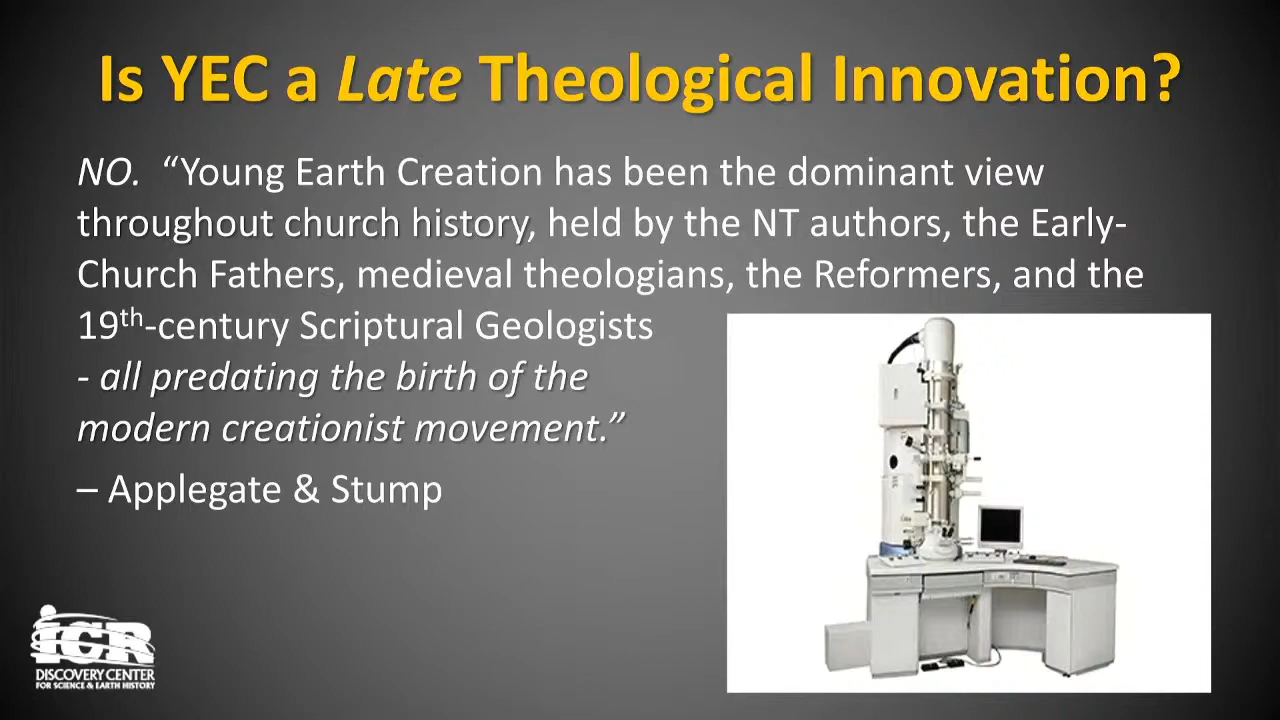 Is YEC a Late Theological Innovation?
NO. “Young Earth Creation has been the dominant view
throughout church history, held by the NT authors, the Early-
Church Fathers, medieval theologians, the Reformers, and the
19th-century Scriptural Geologists
- all predating the birth of the
modern creationist movement.”
– Applegate & Stump
ICR
DISCOVERY CENTER
FOR SCIENCE & EARTH HISTORY